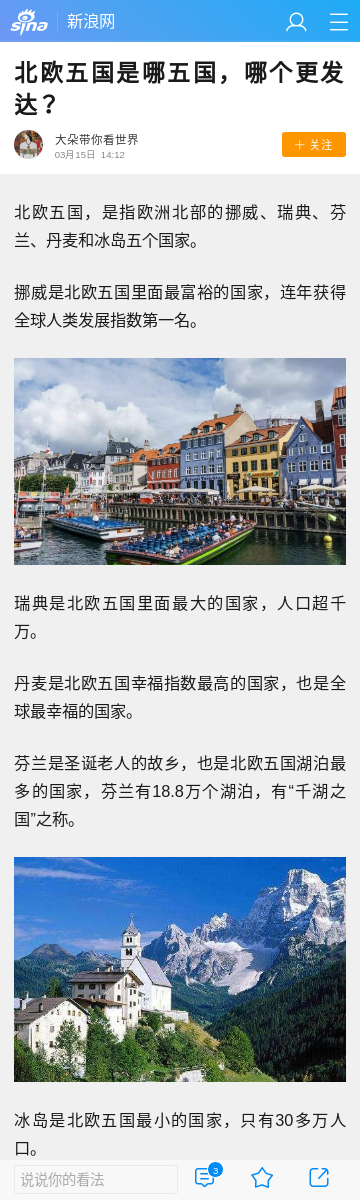 sina
新浪网
北欧五国是哪五国，哪个更发
达？
大朵带你看世界
03月15日 14:12
关注
北欧五国，是指欧洲北部的挪威、瑞典、芬
兰、丹麦和冰岛五个国家。
挪威是北欧五国里面最富裕的国家，连年获得
全球人类发展指数第一名。
瑞典是北欧五国里面最大的国家，人口超千
万。
丹麦是北欧五国幸福指数最高的国家，也是全
球最幸福的国家。
芬兰是圣诞老人的故乡，也是北欧五国湖泊最
多的国家，芬兰有18.8万个湖泊，有“千湖之
国”之称。
冰岛是北欧五国最小的国家，只有30多万人
口。
说说你的看法
3